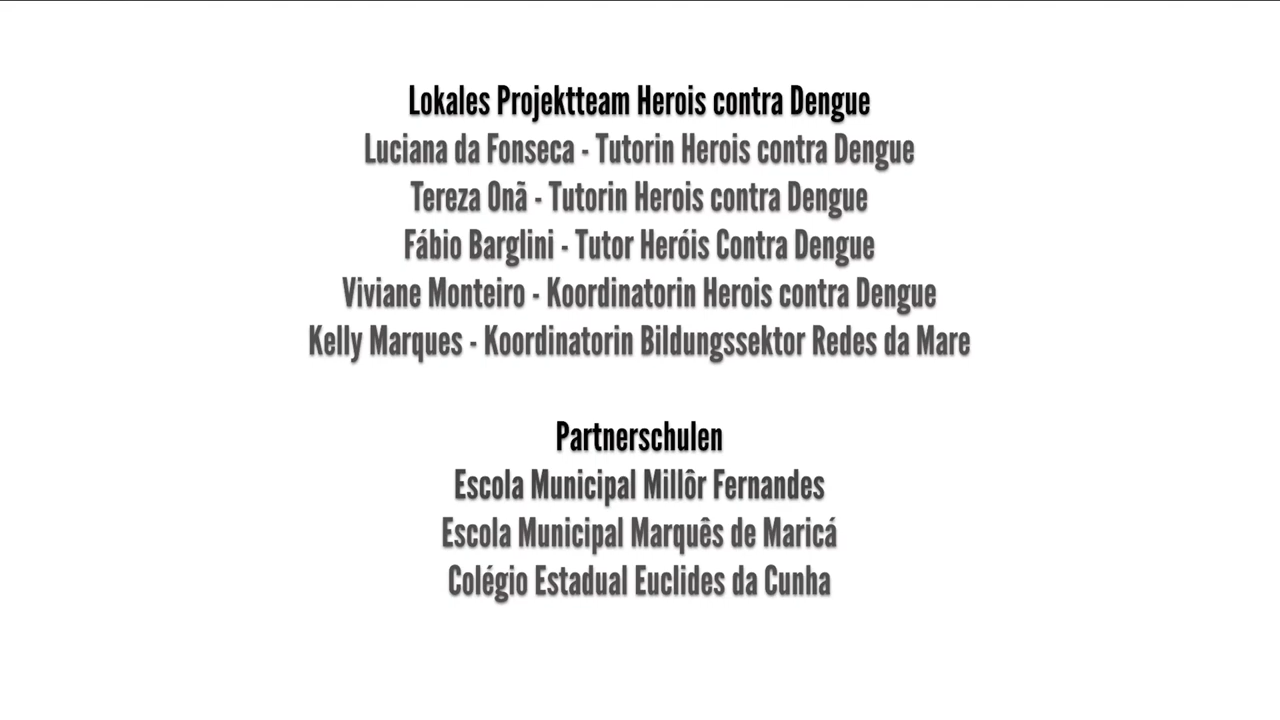 Lokales Projektteam Herois contra Dengue
Luciana da Fonseca - Tutorin Herois contra Dengue
Tereza Onã - Tutorin Herois contra Dengue
Fábio Barglini - Tutor Heróis Contra Dengue
Viviane Monteiro - Koordinatorin Herois contra Dengue
Kelly Marques - Koordinatorin Bildungssektor Redes da Mare
Partnerschulen
Escola Municipal Millôr Fernandes
Escola Municipal Marquês de Maricá
Colégio Estadual Euclides da Cunha